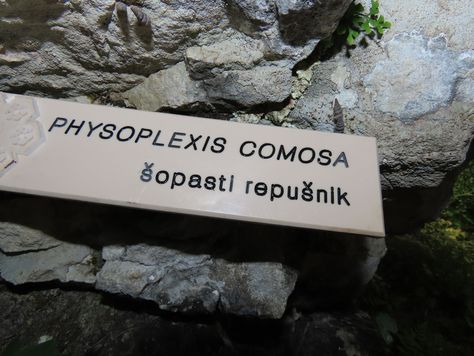 PHYSOPLEXIS COMOSA
šopasti repušnik